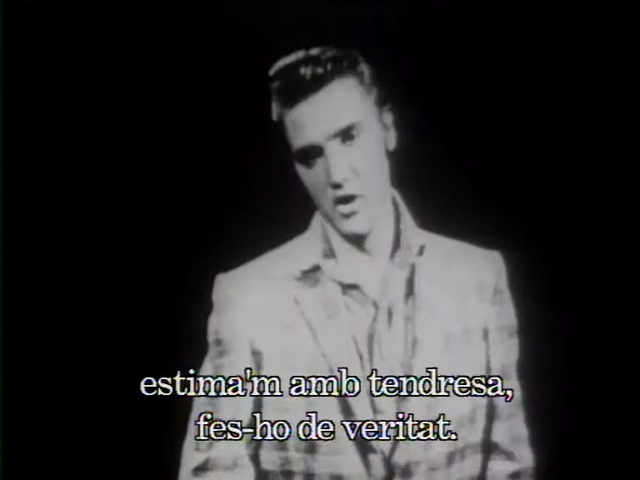 estima'm amb tendresa,
fes-ho de veritat.